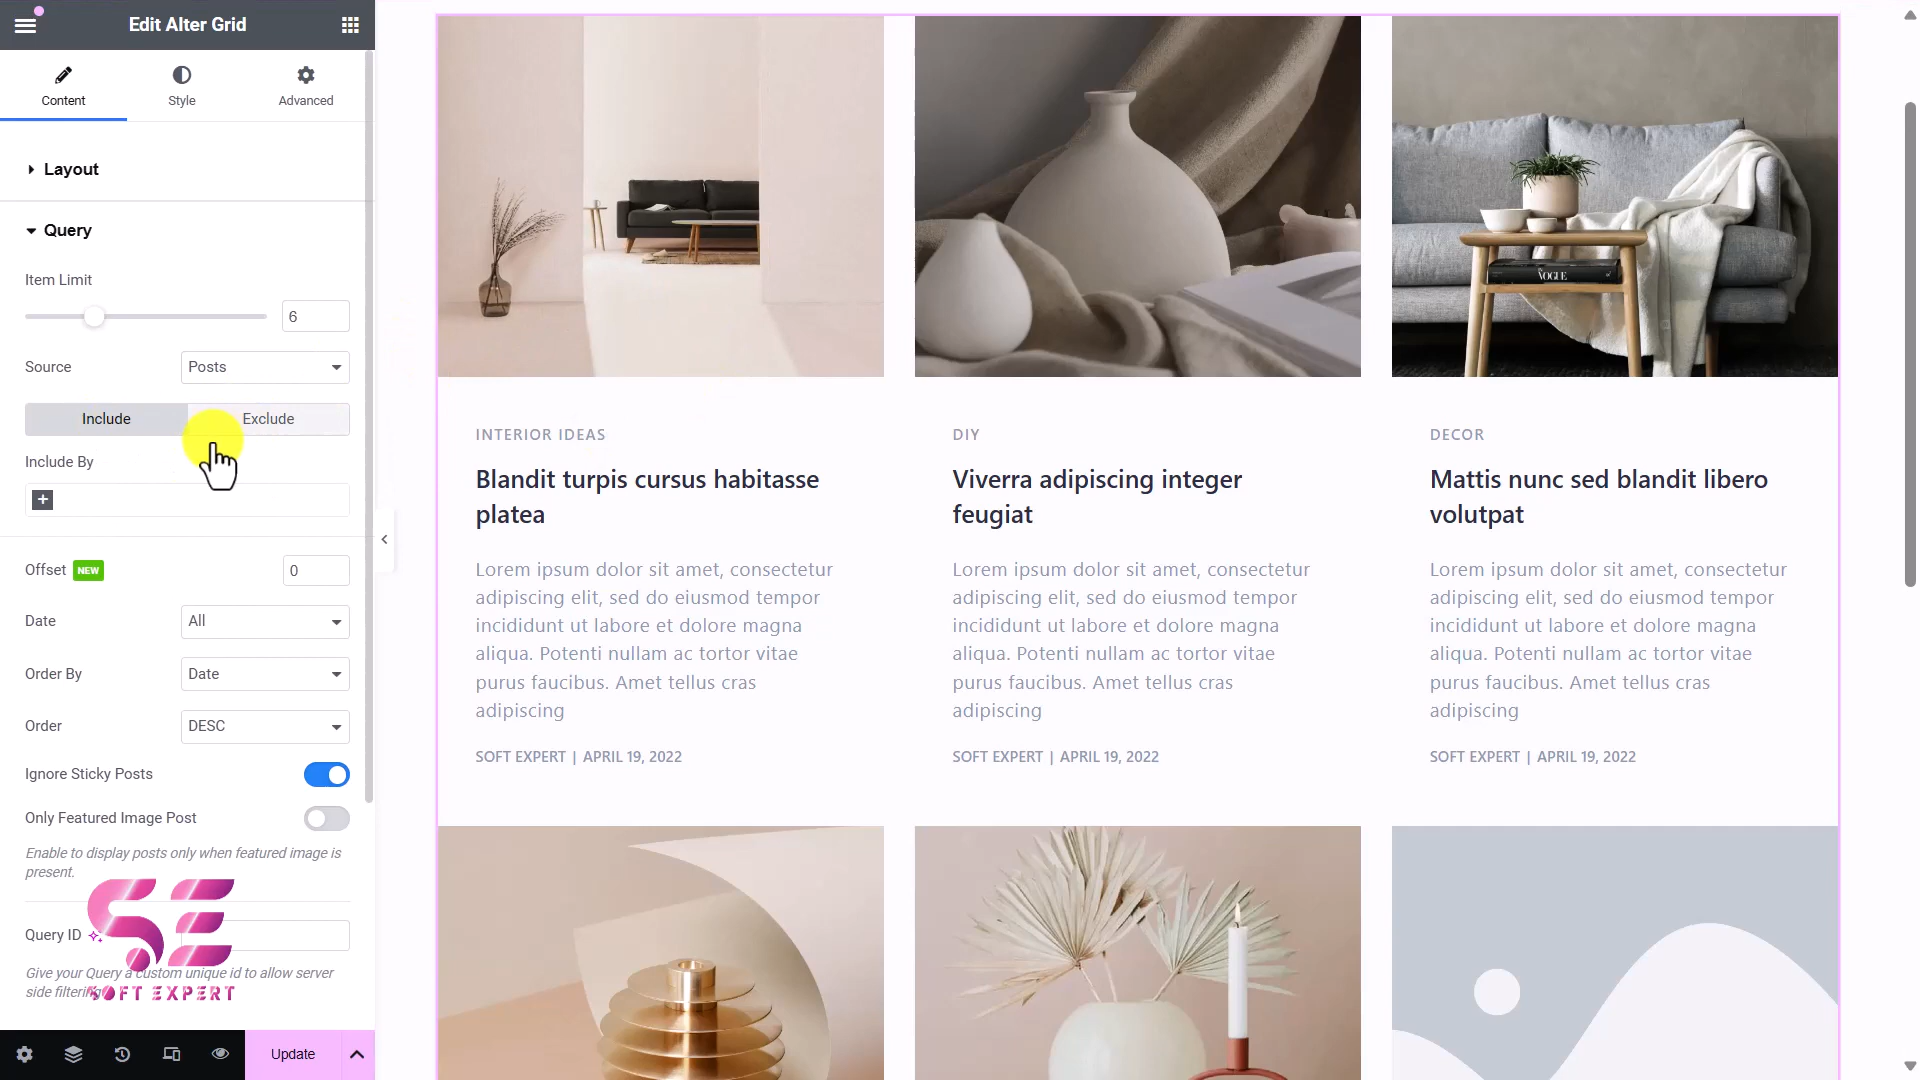 Edit Alter Grid
Content
Style
Advanced
Layout
Query
Item Limit
6
Source
Posts
Include
Exclude
Include By
Offset
NEW
0
Date
All
Order By
Date
Order
DESC
Ignore Sticky Posts
Only Featured Image Post
Enable to display posts only when featured image is
present.
Query ID
Give your Query a custom unique id to allow server
side filtering
SE
SOFT EXPERT
Update
VOGUE
INTERIOR IDEAS
Blandit turpis cursus habitasse
platea
Lorem ipsum dolor sit amet, consectetur
adipiscing elit, sed do eiusmod tempor
incididunt ut labore et dolore magna
aliqua. Potenti nullam ac tortor vitae
purus faucibus. Amet tellus cras
adipiscing
SOFT EXPERT | APRIL 19, 2022
DIY
Viverra adipiscing integer
feugiat
Lorem ipsum dolor sit amet, consectetur
adipiscing elit, sed do eiusmod tempor
incididunt ut labore et dolore magna
aliqua. Potenti nullam ac tortor vitae
purus faucibus. Amet tellus cras
adipiscing
SOFT EXPERT | APRIL 19, 2022
DECOR
Mattis nunc sed blandit libero
volutpat
Lorem ipsum dolor sit amet, consectetur
adipiscing elit, sed do eiusmod tempor
incididunt ut labore et dolore magna
aliqua. Potenti nullam ac tortor vitae
purus faucibus. Amet tellus cras
adipiscing
SOFT EXPERT | APRIL 19, 2022